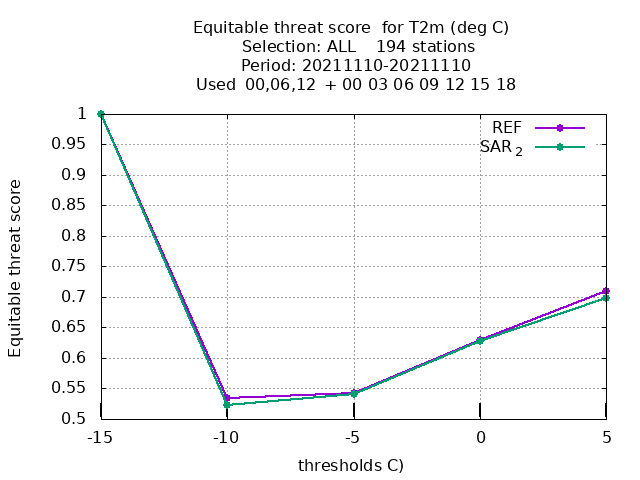 Equitable threat score  for T2m (deg C)
Selection: ALL    194 stations
Period: 20211110-20211110
Used  00,06,12  + 00 03 06 09 12 15 18
REF
SAR 2
1
0.95
0.9
0.85
0.8
0.75
0.7
0.65
0.6
0.55
0.5
Equitable threat score
-15
-10
-5
0
5
thresholds C)